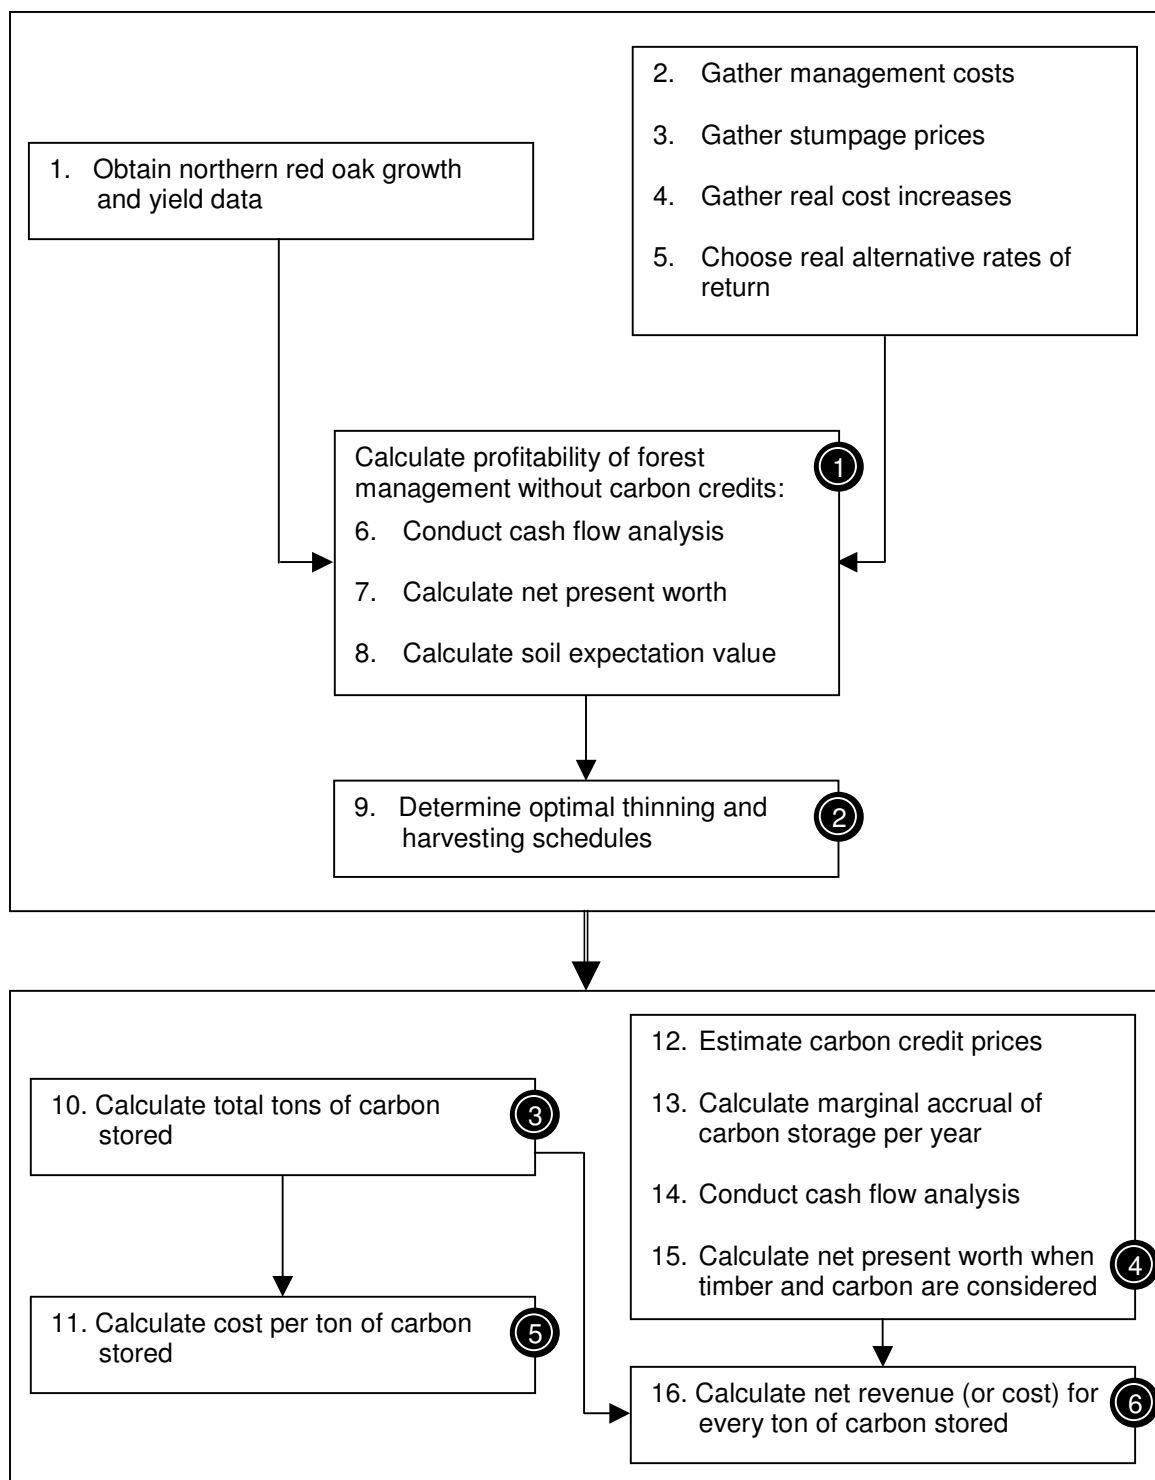 2. Gather management costs
3. Gather stumpage prices
4. Gather real cost increases
5. Choose real alternative rates of
return
1. Obtain northern red oak growth
and yield data
Calculate profitability of forest
management without carbon credits:
1
6. Conduct cash flow analysis
7. Calculate net present worth
8. Calculate soil expectation value
9. Determine optimal thinning and
harvesting schedules
2
10. Calculate total tons of carbon
stored
3
11. Calculate cost per ton of carbon
stored
5
12. Estimate carbon credit prices
13. Calculate marginal accrual of
carbon storage per year
14. Conduct cash flow analysis
15. Calculate net present worth when
timber and carbon are considered
4
16. Calculate net revenue (or cost) for
every ton of carbon stored
6